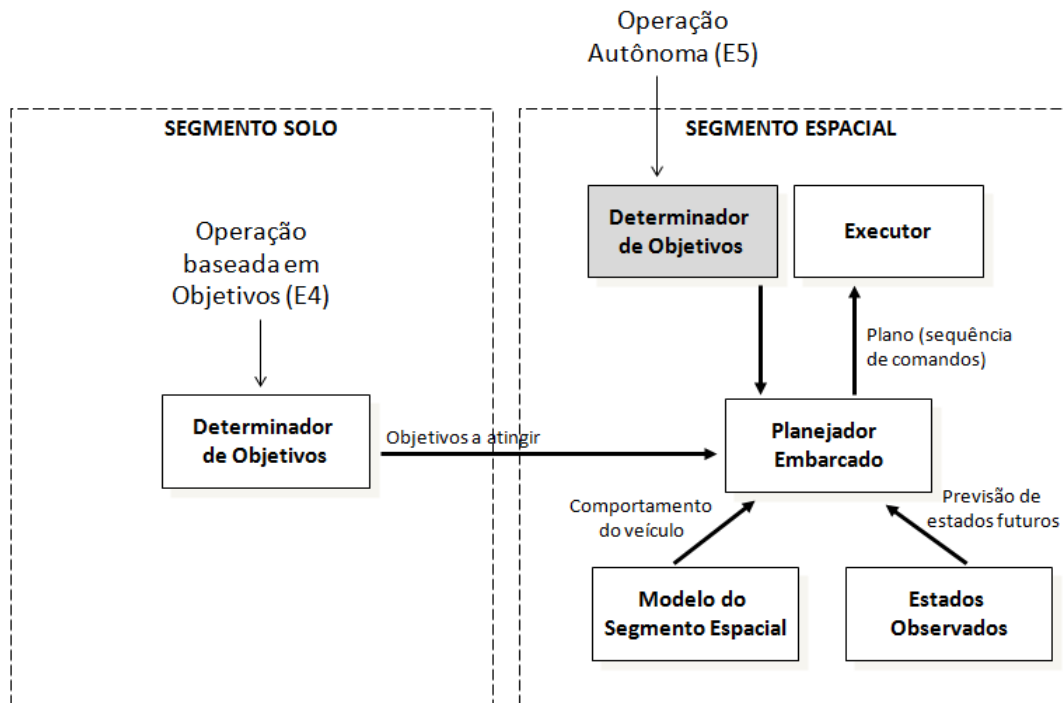 Operação
Autônoma (E5)
SEGMENTO SOLO
SEGMENTO ESPACIAL
Determinador
de Objetivos
Executor
Operação
baseada em
Objetivos (E4)
Plano (sequência
de comandos)
Determinador
de Objetivos
Objetivos a atingir
Planejador
Embarcado
Comportamento
do veículo
Previsão de
estados futuros
Modelo do
Segmento Espacial
Estados
Observados